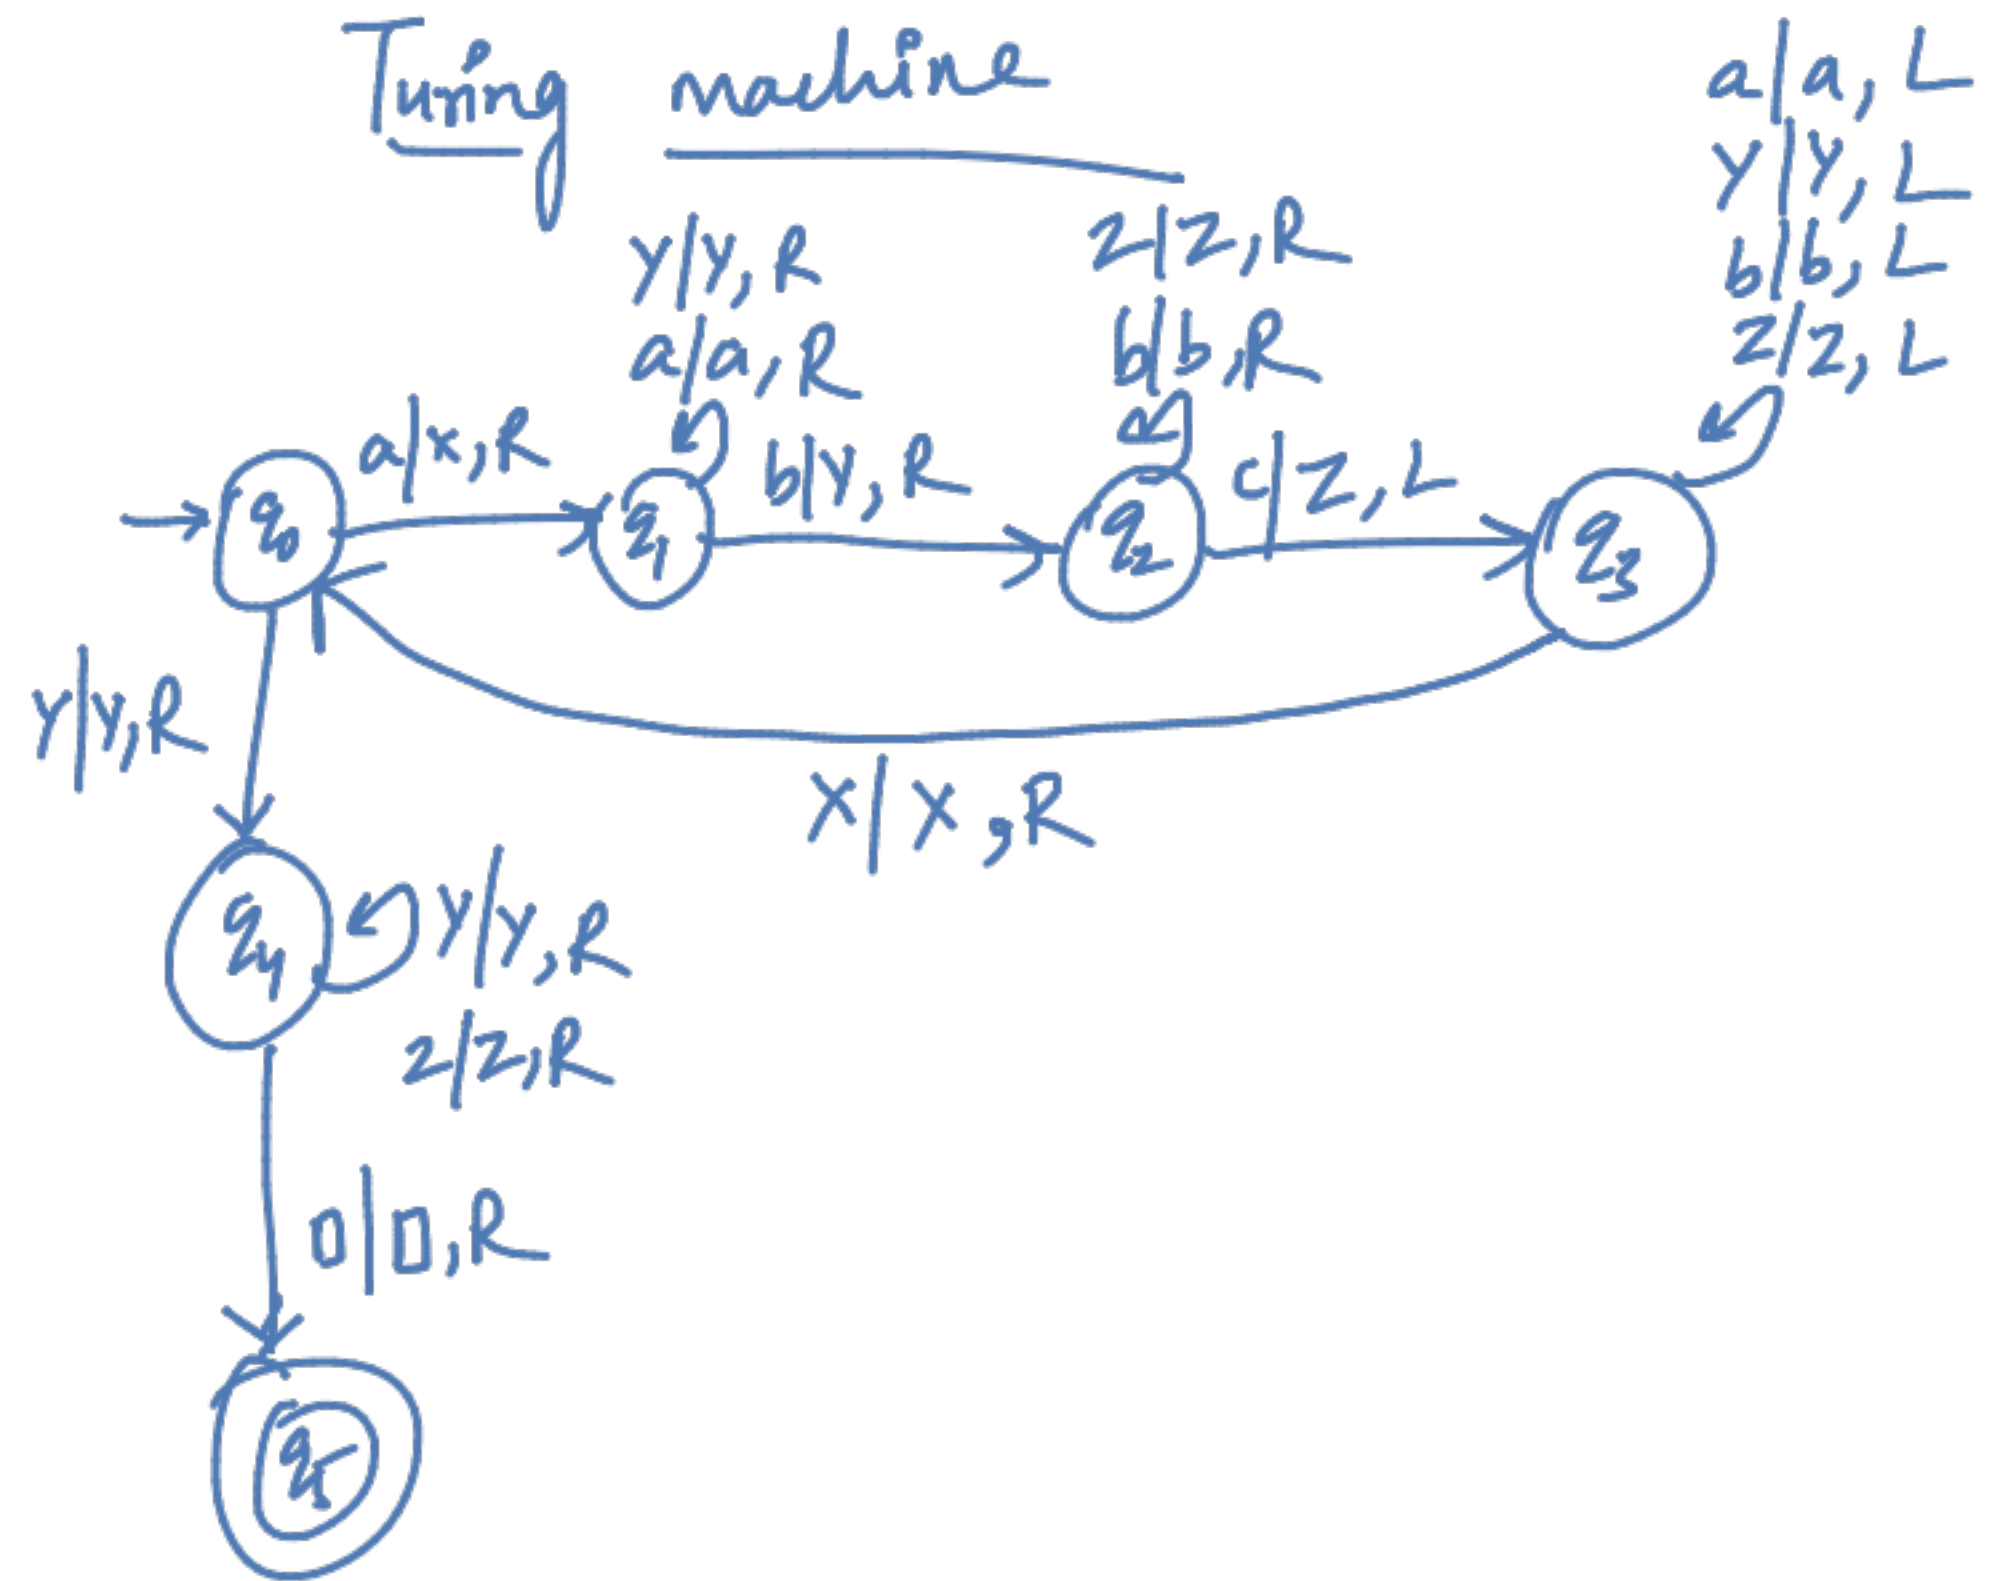 Turing machine
a|a, L
y|y, L
b|b, L
z|z, L
y|y, R
a|a, R
z|z, R
b|b, R
a|x, R
b|y, R
c|z, L
q0
q1
q2
q3
y|y, R
x|x, R
q4
y|y, R
z|z, R
□|□, R
q5